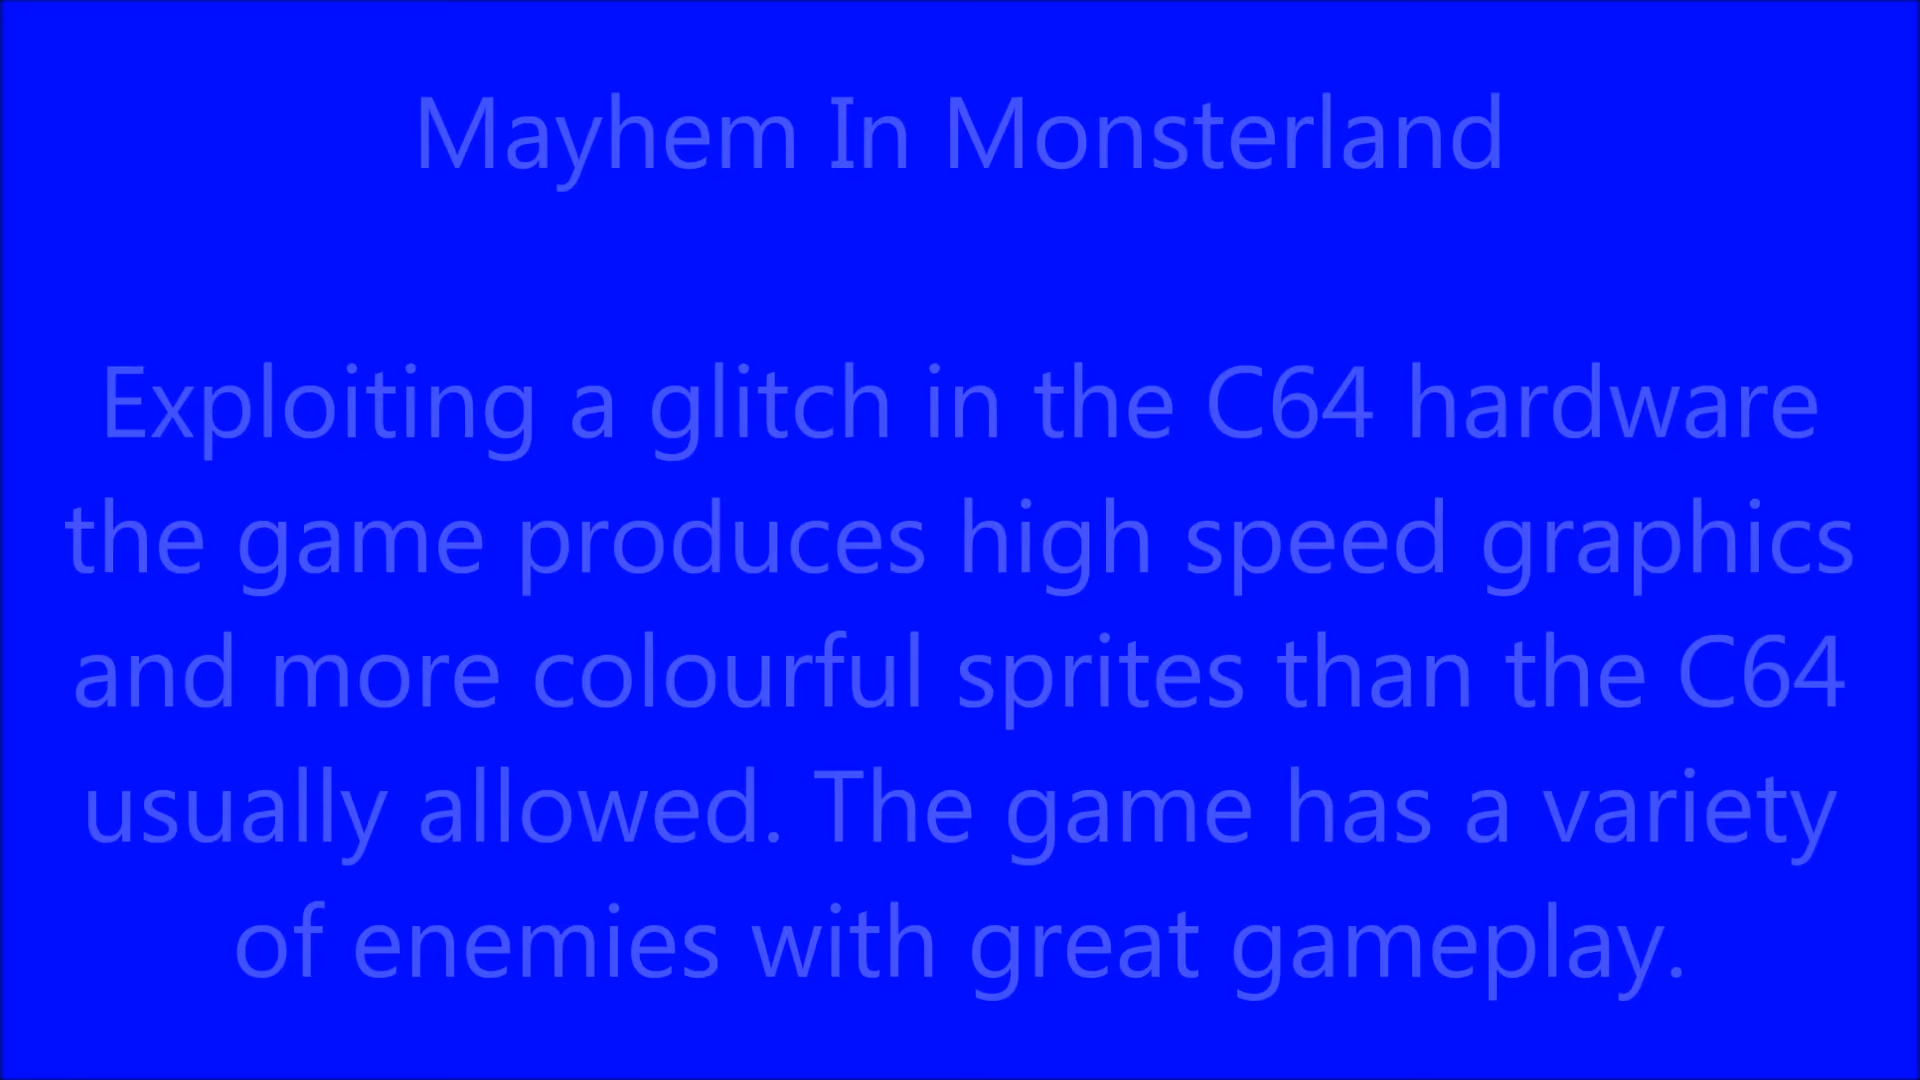 Mayhem In Monsterland
Exploiting a glitch in the C64 hardware
the game produces high speed graphics
and more colourful sprites than the C64
usually allowed. The game has a variety
of enemies with great gameplay.